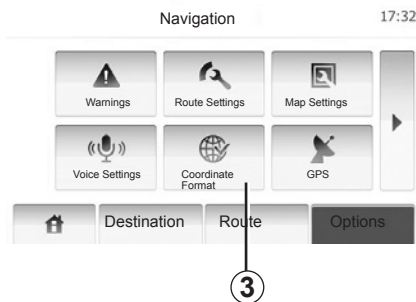 Navigation 17:32
Warnings Route Settings Map Settings
Voice Settings Coordinate Format GPS
Destination Route Options
3